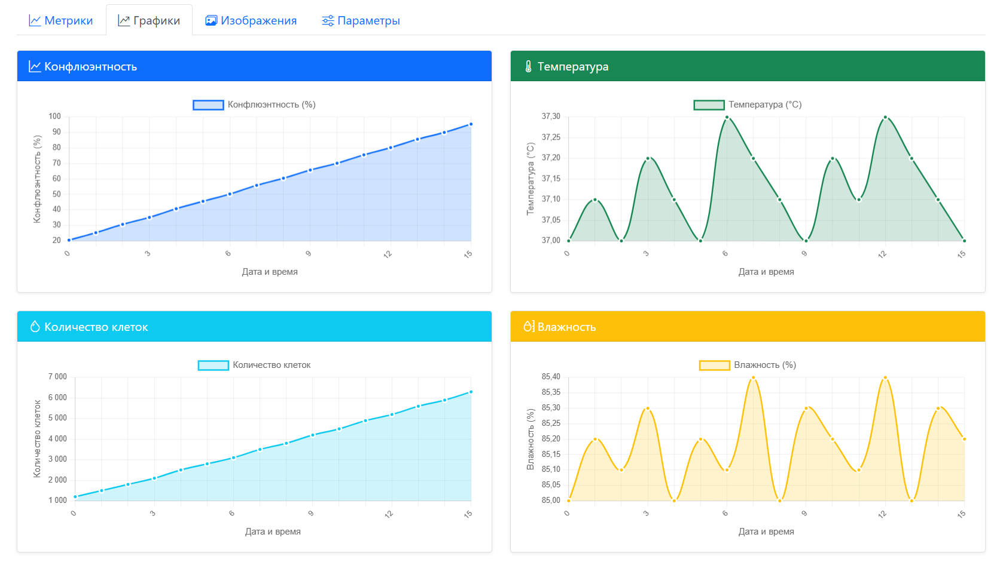 Метрики Графики Изображения Параметры
Конфлюэнтность
Конфлюэнтность (%)
100
90
80
70
60
50
40
30
20
Конфлюэнтность (%)
0 3 6 9 12 15
Дата и время
Температура
Температура (°C)
37,30
37,25
37,20
37,15
37,10
37,05
37,00
Температура (°C)
0 3 6 9 12 15
Дата и время
Количество клеток
Количество клеток
7 000
6 000
5 000
4 000
3 000
2 000
1 000
Количество клеток
0 3 6 9 12 15
Дата и время
Влажность
Влажность (%)
85,40
85,35
85,30
85,25
85,20
85,15
85,10
85,05
85,00
Влажность (%)
0 3 6 9 12 15
Дата и время